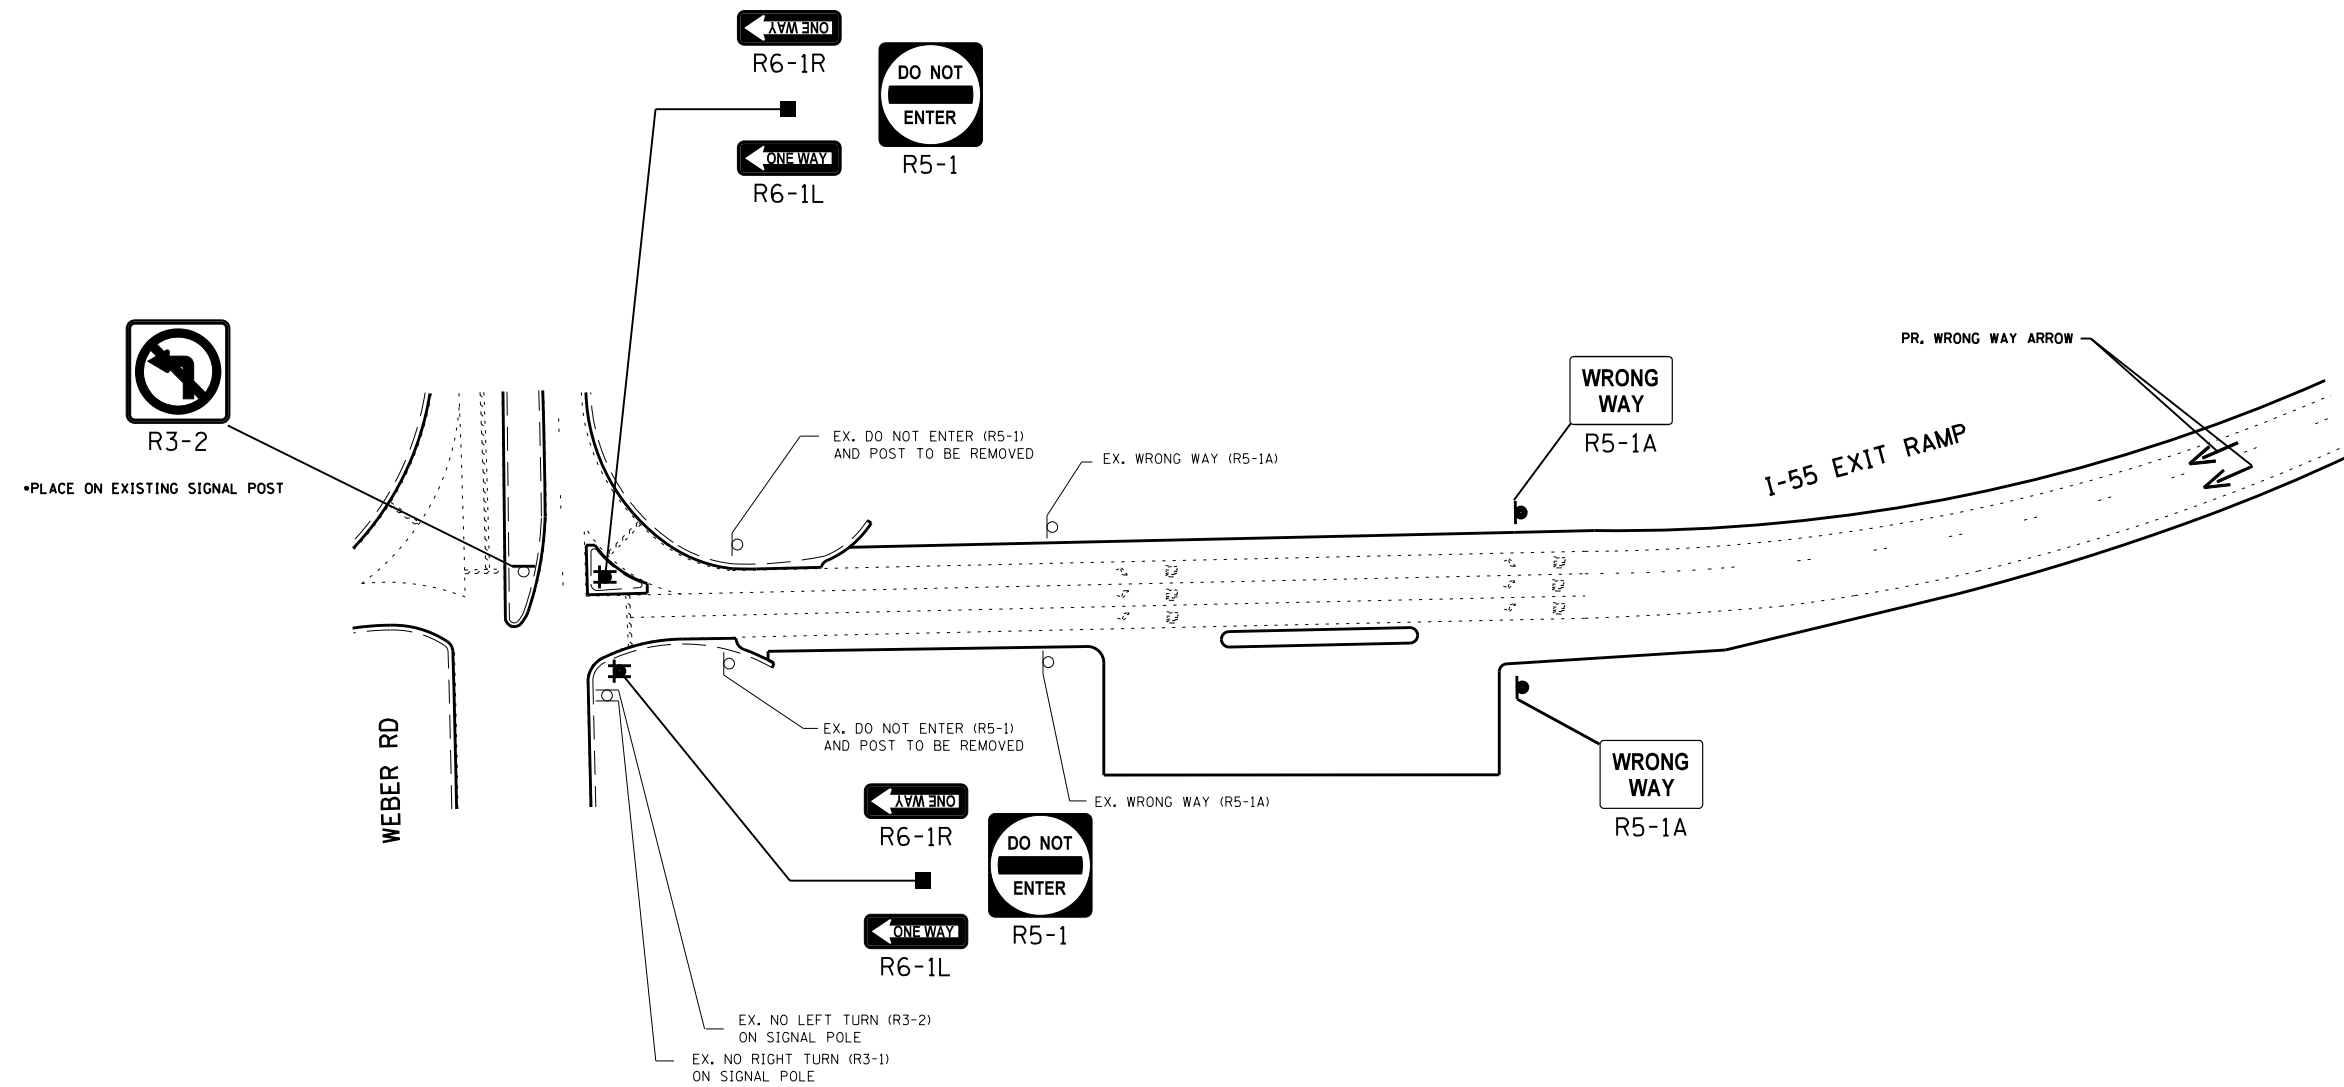 ONE WAY
R6-1R
DO NOT
ENTER
R5-1
ONE WAY
R6-1L
R3-2
*PLACE ON EXISTING SIGNAL POST
EX. DO NOT ENTER (R5-1)
AND POST TO BE REMOVED
EX. WRONG WAY (R5-1A)
WRONG
WAY
R5-1A
PR. WRONG WAY ARROW
I-55 EXIT RAMP
WEBER RD
EX. DO NOT ENTER (R5-1)
AND POST TO BE REMOVED
EX. WRONG WAY (R5-1A)
WRONG
WAY
R5-1A
ONE WAY
R6-1R
DO NOT
ENTER
R5-1
ONE WAY
R6-1L
EX. NO LEFT TURN (R3-2)
ON SIGNAL POLE
EX. NO RIGHT TURN (R3-1)
ON SIGNAL POLE